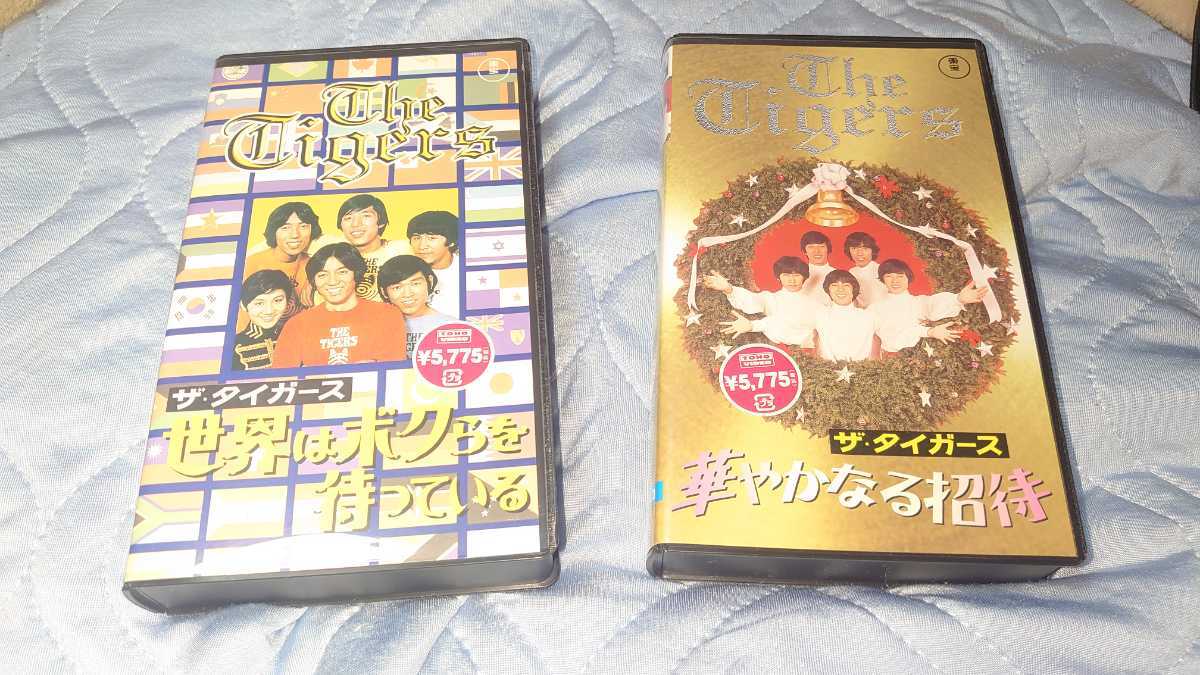 The
Tigers
THE
TIGERS
TOHO
VIDEO
¥5,775
ザ・タイガース
世界はボクらを
待っている
東宝
The
Tigers
TOHO
VIDEO
¥5,775
ザ・タイガース
華やかなる招待